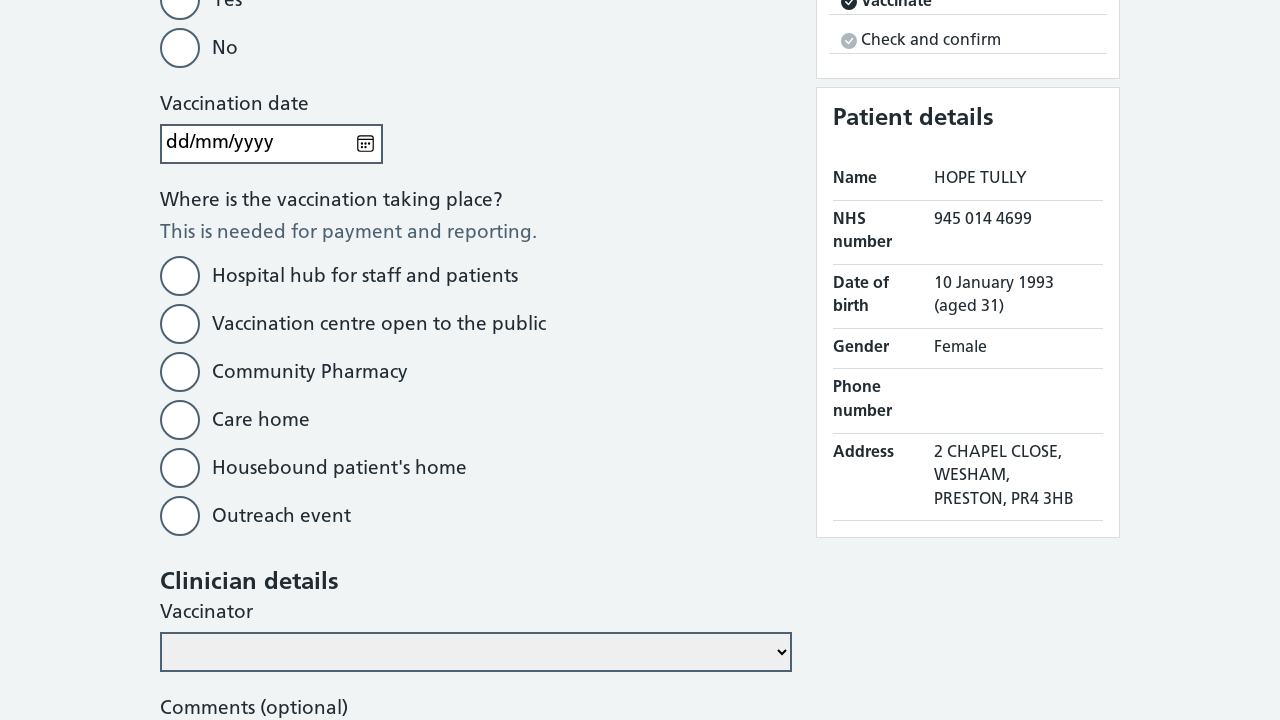 Yes
No
Vaccination date
dd/mm/yyyy
Where is the vaccination taking place?
This is needed for payment and reporting.
Hospital hub for staff and patients
Vaccination centre open to the public
Community Pharmacy
Care home
Housebound patient's home
Outreach event
Clinician details
Vaccinator
Comments (optional)
Vaccinate
Check and confirm
Patient details
Name HOPE TULLY
NHS number 945 014 4699
Date of birth 10 January 1993 (aged 31)
Gender Female
Phone number
Address 2 CHAPEL CLOSE,
WESHAM,
PRESTON, PR4 3HB